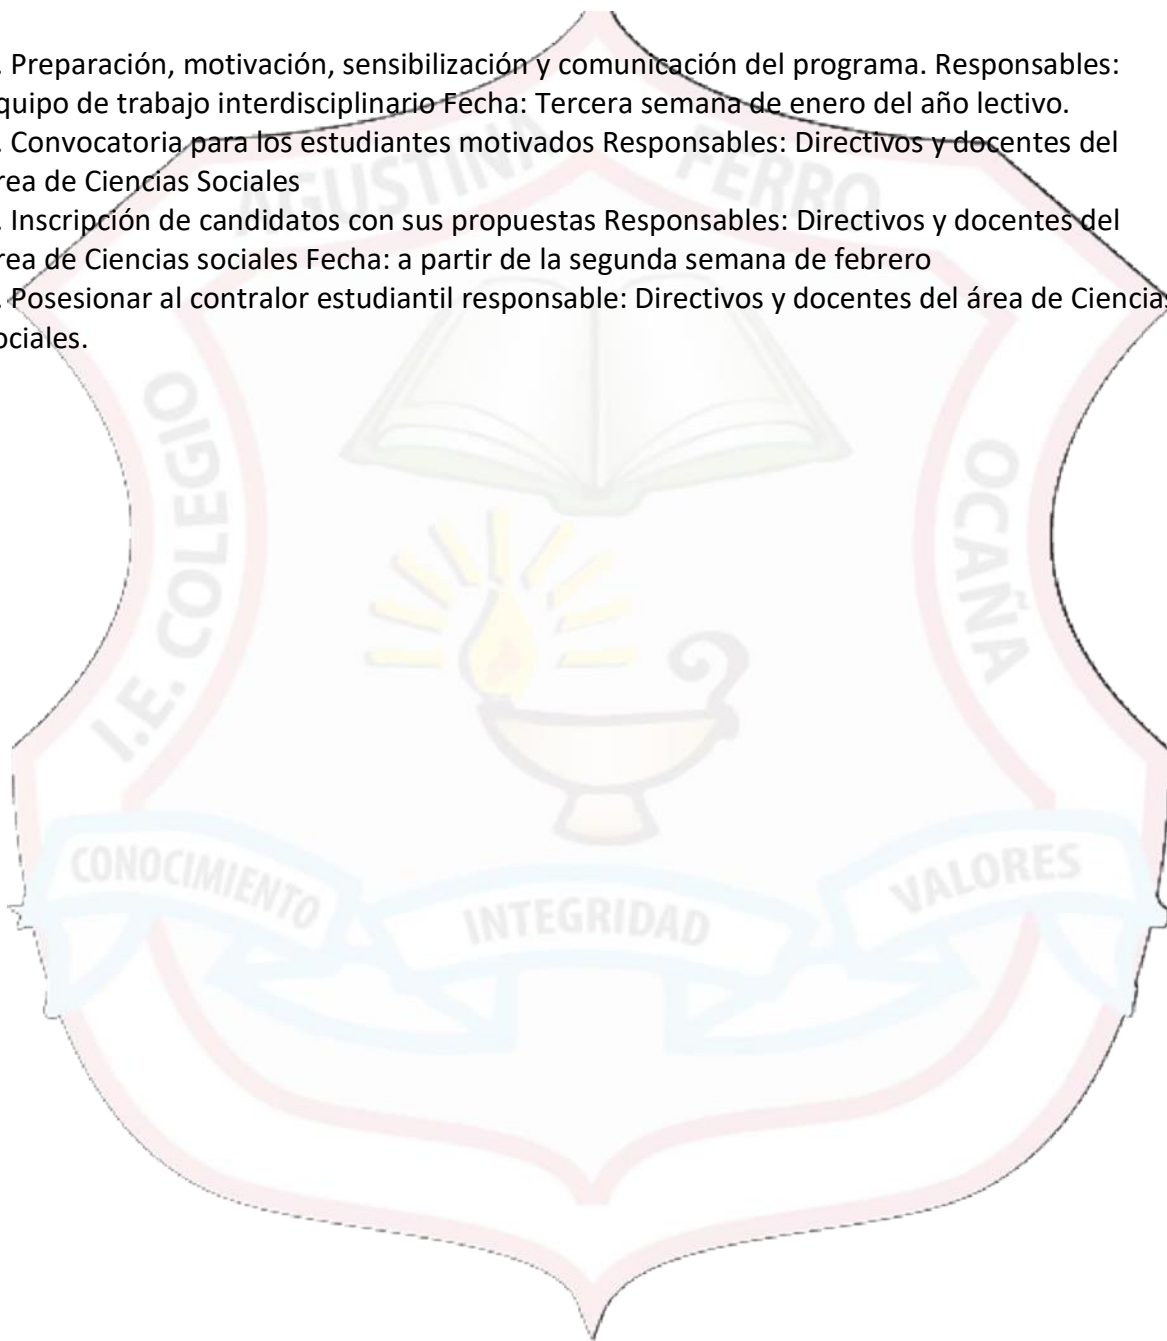 . Preparación, motivación, sensibilización y comunicación del programa. Responsables:
quipo de trabajo interdisciplinario Fecha: Tercera semana de enero del año lectivo.
. Convocatoria para los estudiantes motivados Responsables: Directivos y docentes del
rea de Ciencias Sociales
. Inscripción de candidatos con sus propuestas Responsables: Directivos y docentes del
rea de Ciencias sociales Fecha: a partir de la segunda semana de febrero
. Posesionar al contralor estudiantil responsable: Directivos y docentes del área de Ciencias
ociales.
I.E. COLEGIO
AGUSTINA FERRO
OCAÑA
CONOCIMIENTO
INTEGRIDAD
VALORES